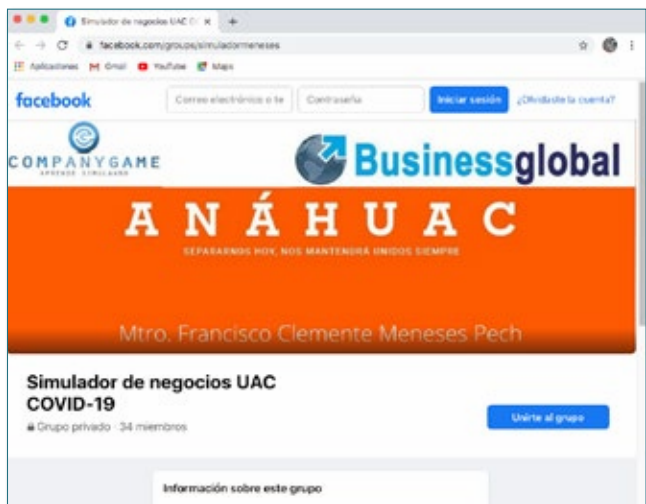 Simulador de negocios UAC C
facebook.com/groups/simuladormeneses
Aplicaciones Gmail YouTube Maps
facebook Correo electrónico o te Contraseña Iniciar sesión ¿Olvidaste la cuenta?
COMPANYGAME
APRENDE SIMULANDO
Businessglobal
ANÁHUAC
SEPARARNOS HOY, NOS MANTENDRÁ UNIDOS SIEMPRE
Mtro. Francisco Clemente Meneses Pech
Simulador de negocios UAC
COVID-19
Grupo privado · 34 miembros
Unirte al grupo
Información sobre este grupo